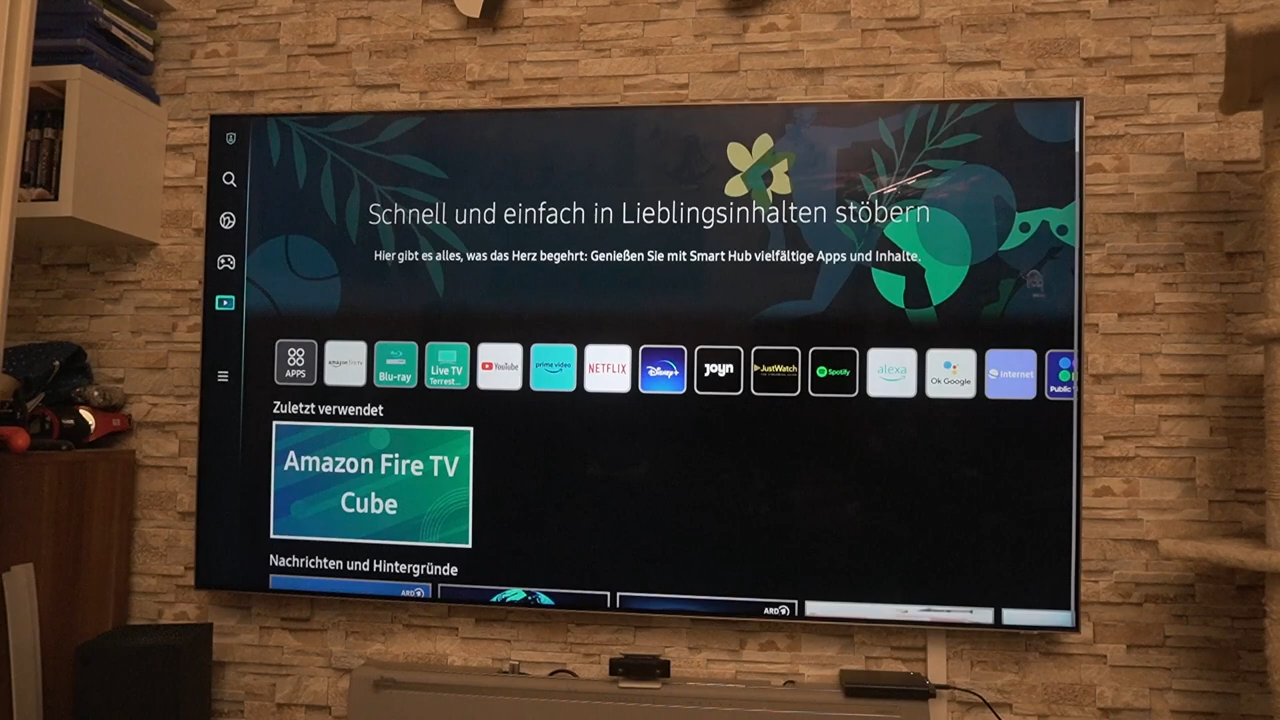 Schnell und einfach in Lieblingsinhalten stöbern
Hier gibt es alles, was das Herz begehrt: Genießen Sie mit Smart Hub vielfältige Apps und Inhalte.
APPS
amazon fire tv
Blu-ray
Live TV
Terrest...
YouTube
prime video
NETFLIX
Disney+
joyn
JustWatch
Spotify
alexa
Ok Google
internet
Public
Zuletzt verwendet
Amazon Fire TV
Cube
Nachrichten und Hintergründe
ARD
ARD